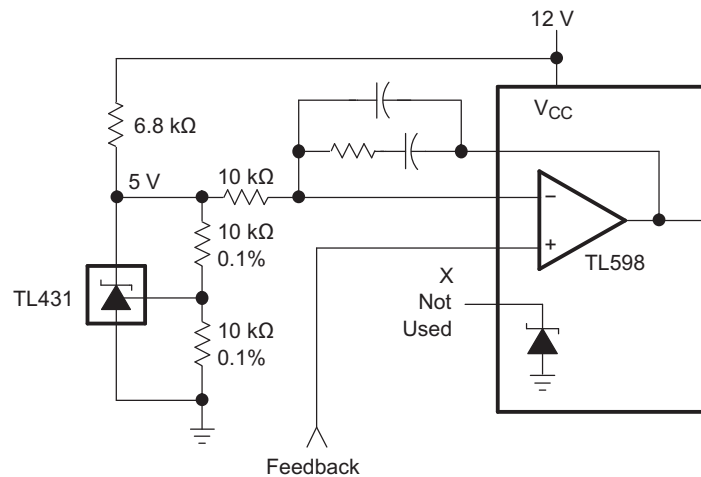 12 V
V_CC
6.8 kΩ
5 V
10 kΩ
10 kΩ
0.1%
TL431
10 kΩ
0.1%
−
+
TL598
X
Not
Used
Feedback